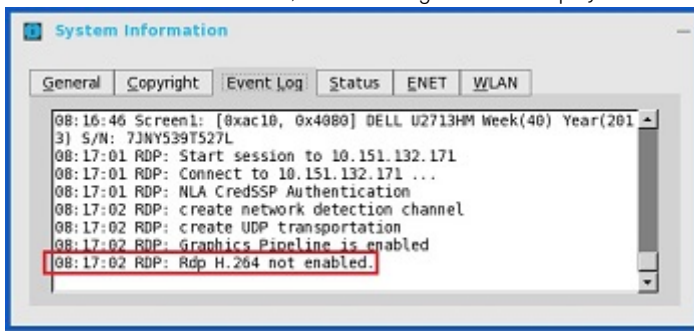 System Information
General Copyright Event Log Status ENET WLAN
08:16:46 Screen1: [0xac10, 0x4080] DELL U2713HM Week(40) Year(201
3) S/N: 7JNY539T527L
08:17:01 RDP: Start session to 10.151.132.171
08:17:01 RDP: Connect to 10.151.132.171 ...
08:17:01 RDP: NLA CredSSP Authentication
08:17:02 RDP: create network detection channel
08:17:02 RDP: create UDP transportation
08:17:02 RDP: Graphics Pipeline is enabled
08:17:02 RDP: Rdp H.264 not enabled.